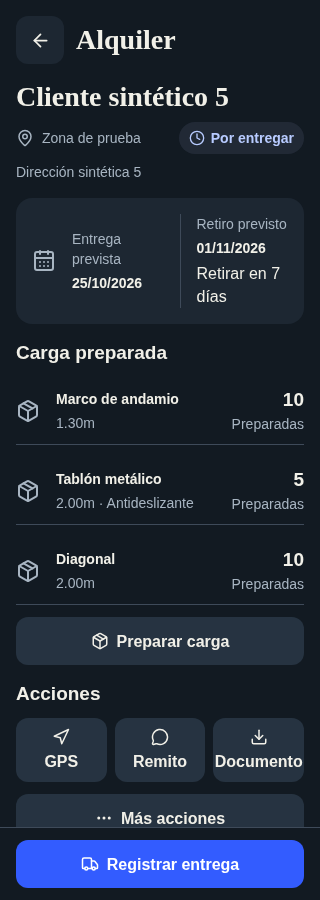 Alquiler
Cliente sintético 5
Zona de prueba
Por entregar
Dirección sintética 5
Entrega
prevista
25/10/2026
Retiro previsto
01/11/2026
Retirar en 7
días
Carga preparada
Marco de andamio
10
1.30m
Preparadas
Tablón metálico
5
2.00m · Antideslizante
Preparadas
Diagonal
10
2.00m
Preparadas
Preparar carga
Acciones
GPS
Remito
Documento
Más acciones
Registrar entrega